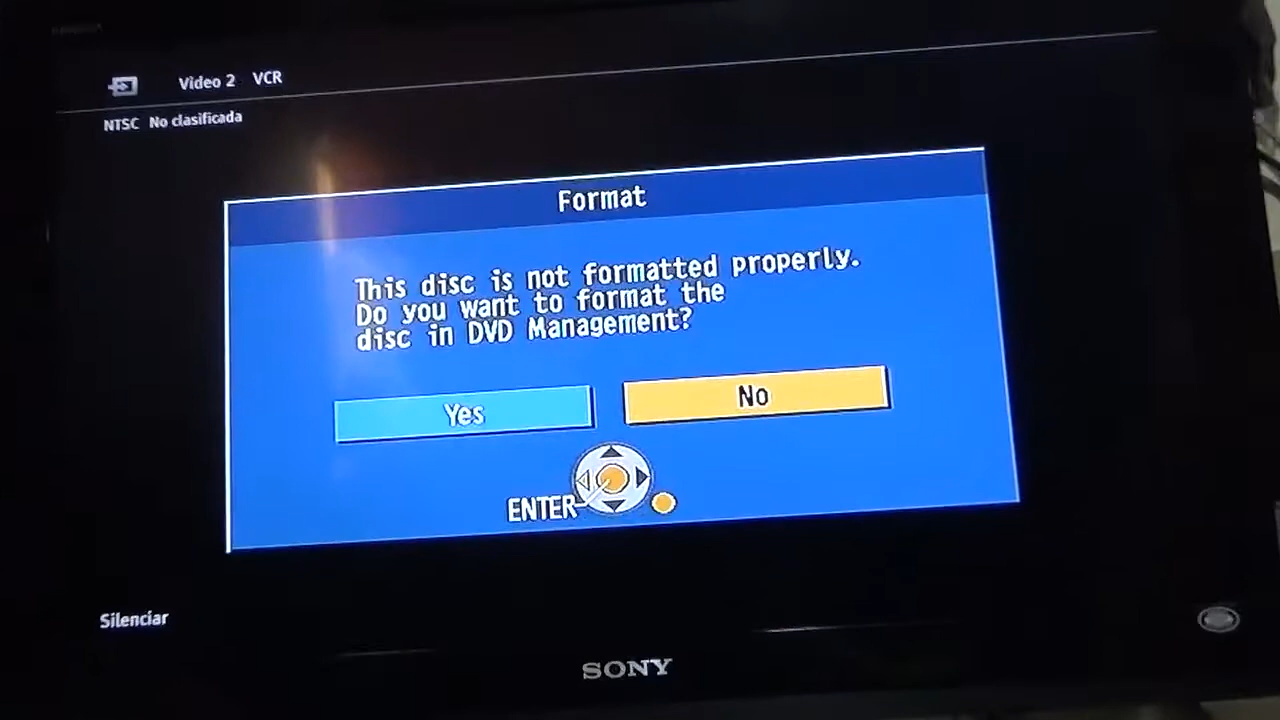 Video 2 VCR
NTSC No clasificada
Format
This disc is not formatted properly.
Do you want to format the
disc in DVD Management?
Yes
No
ENTER
Silenciar
SONY